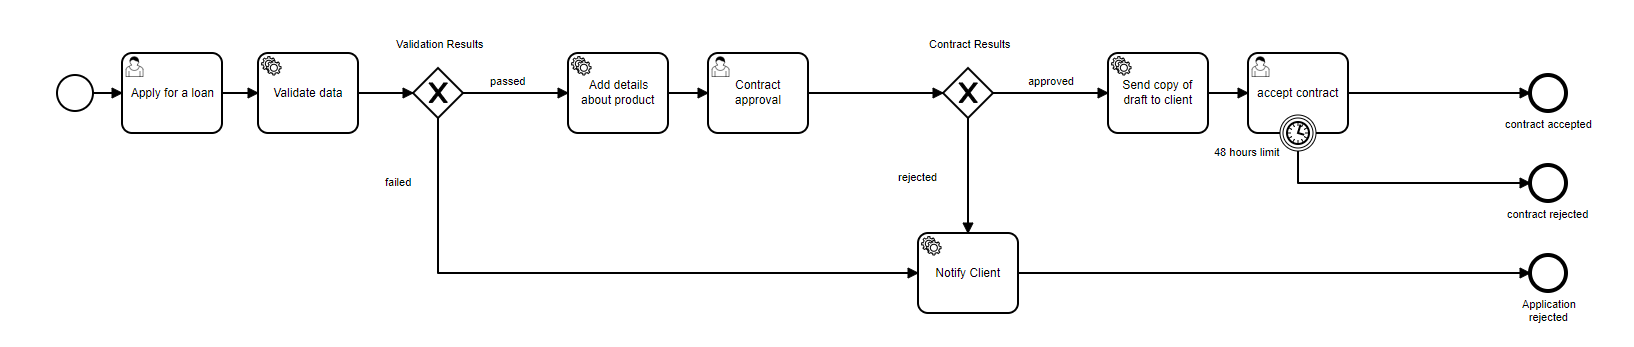 Validation Results
Contract Results
Apply for a loan
Validate data
passed
Add details
about product
Contract
approval
approved
Send copy of
draft to client
accept contract
contract accepted
48 hours limit
failed
rejected
contract rejected
Notify Client
Application
rejected